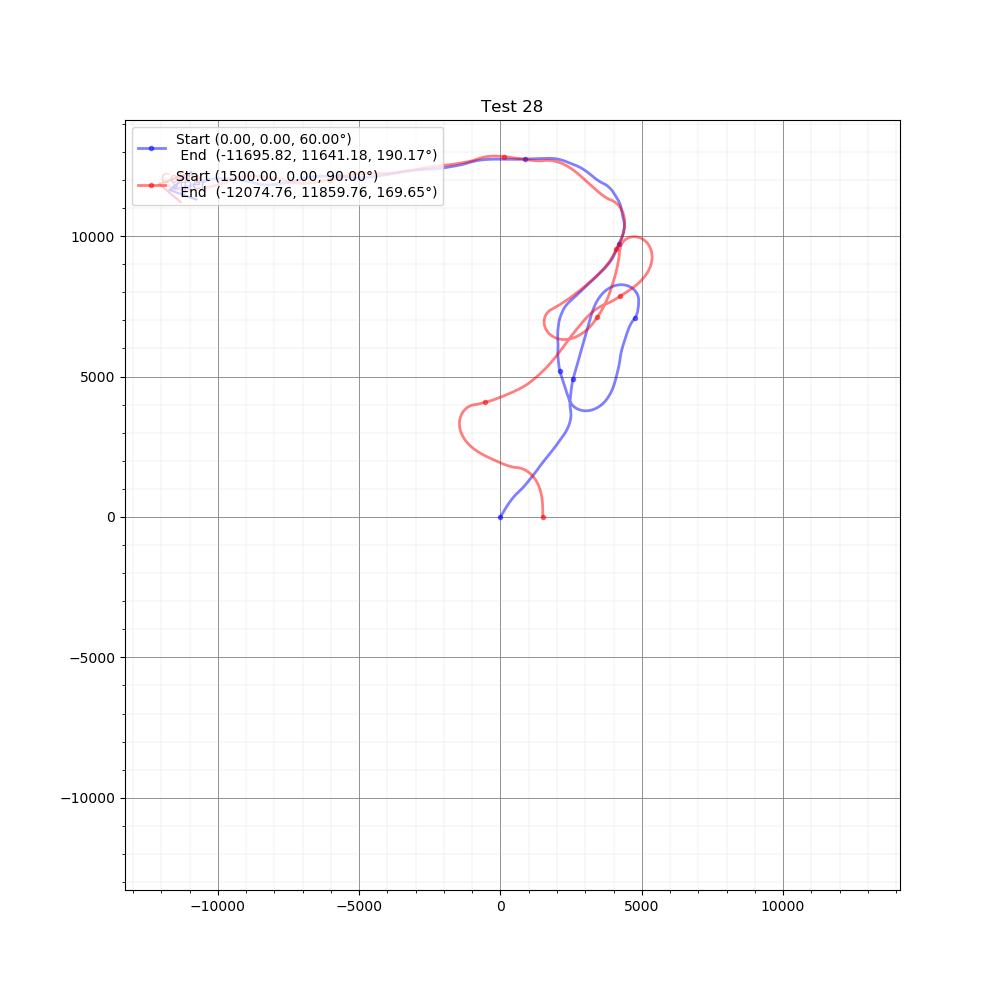 Test 28
Start (0.00, 0.00, 60.00°)
End  (-11695.82, 11641.18, 190.17°)
Start (1500.00, 0.00, 90.00°)
End  (-12074.76, 11859.76, 169.65°)
10000
5000
0
−5000
−10000
−10000
−5000
0
5000
10000